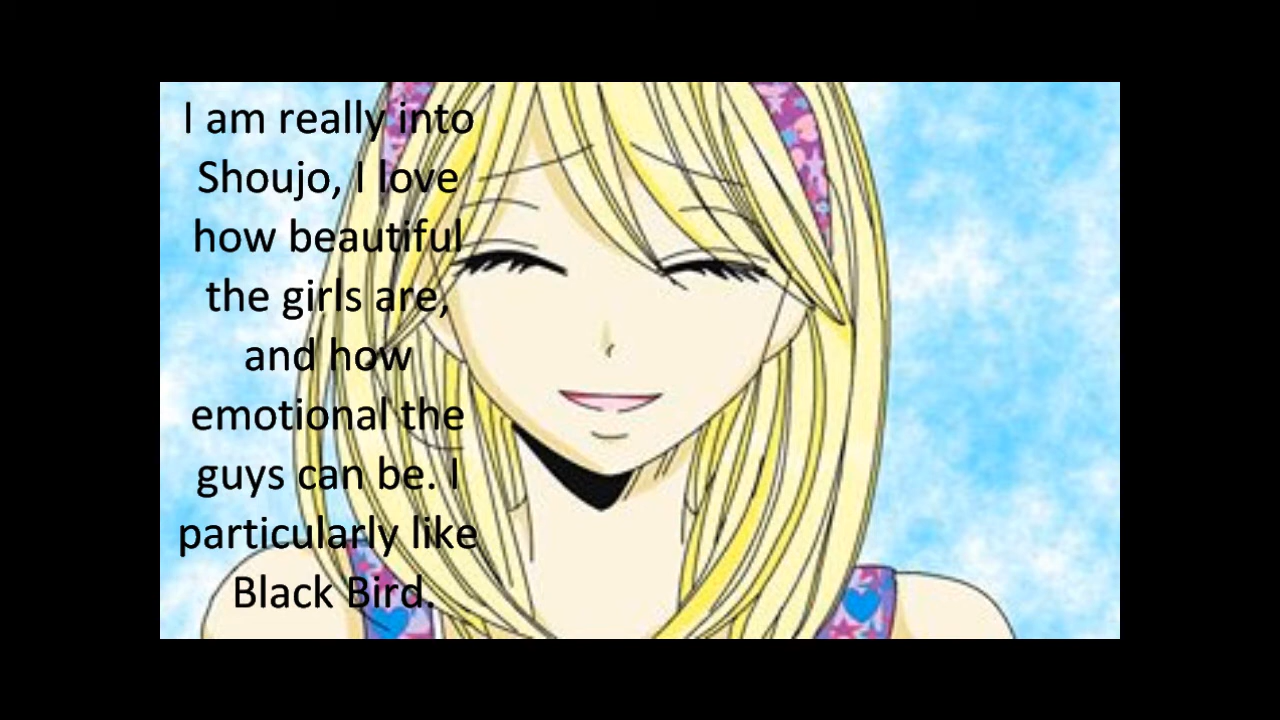 I am really into
Shoujo, I love
how beautiful
the girls are,
and how
emotional the
guys can be. I
particularly like
Black Bird.